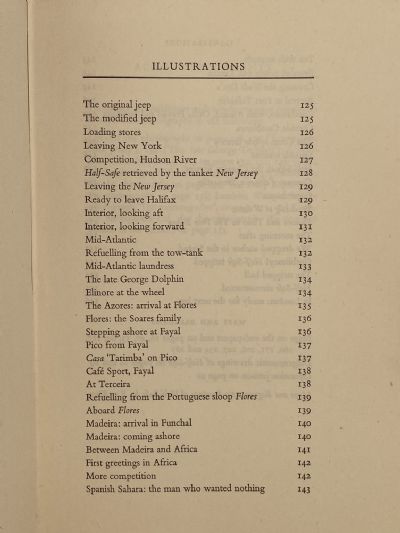 ILLUSTRATIONS
The original jeep 125
The modified jeep 125
Loading stores 126
Leaving New York 126
Competition, Hudson River 127
Half-Safe retrieved by the tanker New Jersey 128
Leaving the New Jersey 129
Ready to leave Halifax 129
Interior, looking aft 130
Interior, looking forward 131
Mid-Atlantic 132
Refuelling from the tow-tank 132
Mid-Atlantic laundress 133
The late George Dolphin 134
Elinore at the wheel 134
The Azores: arrival at Flores 135
Flores: the Soares family 136
Stepping ashore at Fayal 136
Pico from Fayal 137
Casa 'Tarimba' on Pico 137
Café Sport, Fayal 138
At Terceira 138
Refuelling from the Portuguese sloop Flores 139
Aboard Flores 139
Madeira: arrival in Funchal 140
Madeira: coming ashore 140
Between Madeira and Africa 141
First greetings in Africa 142
More competition 142
Spanish Sahara: the man who wanted nothing 143